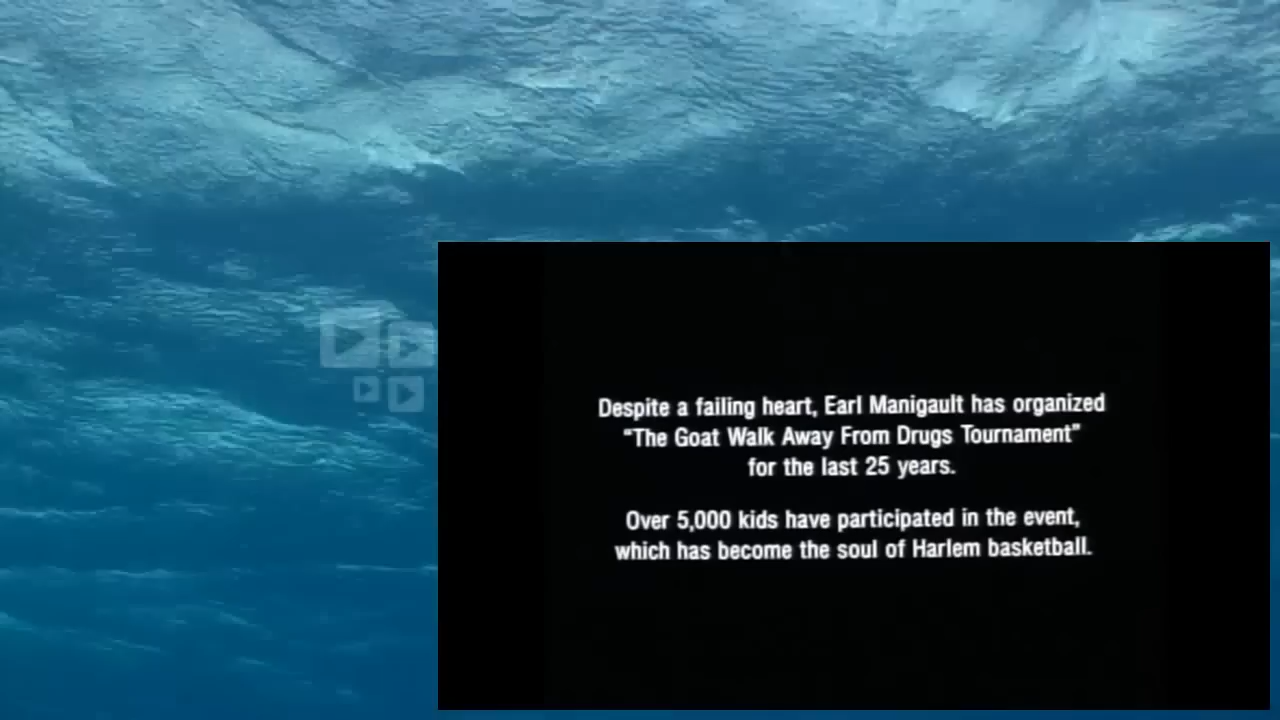 Despite a failing heart, Earl Manigault has organized
"The Goat Walk Away From Drugs Tournament"
for the last 25 years.
Over 5,000 kids have participated in the event,
which has become the soul of Harlem basketball.